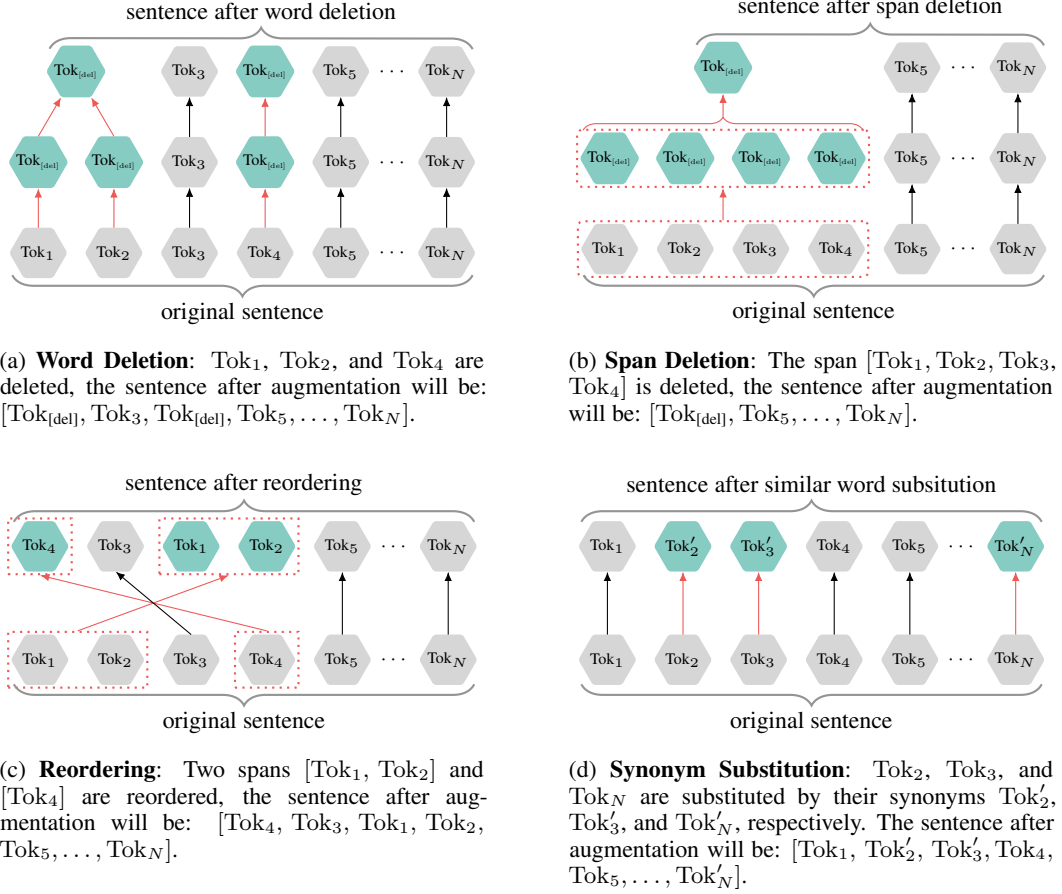 sentence after word deletion
Tok[del] Tok3 Tok[del] Tok5 ··· TokN
Tok[del] Tok[del] Tok3 Tok[del] Tok5 TokN
Tok1 Tok2 Tok3 Tok4 Tok5 ··· TokN
original sentence
(a) Word Deletion: Tok1, Tok2, and Tok4 are
deleted, the sentence after augmentation will be:
[Tok[del], Tok3, Tok[del], Tok5, . . . , TokN].
sentence after span deletion
Tok[del] Tok5 ··· TokN
Tok[del] Tok[del] Tok[del] Tok[del] Tok5 TokN
Tok1 Tok2 Tok3 Tok4 Tok5 ··· TokN
original sentence
(b) Span Deletion: The span [Tok1, Tok2, Tok3,
Tok4] is deleted, the sentence after augmentation
will be: [Tok[del], Tok5, . . . , TokN].
sentence after reordering
Tok4 Tok3 Tok1 Tok2 Tok5 ··· TokN
Tok1 Tok2 Tok3 Tok4 Tok5 ··· TokN
original sentence
(c) Reordering: Two spans [Tok1, Tok2] and
[Tok4] are reordered, the sentence after aug-
mentation will be: [Tok4, Tok3, Tok1, Tok2,
Tok5, . . . , TokN].
sentence after similar word subsitution
Tok1 Tok′2 Tok′3 Tok4 Tok5 ··· Tok′N
Tok1 Tok2 Tok3 Tok4 Tok5 ··· TokN
original sentence
(d) Synonym Substitution: Tok2, Tok3, and
TokN are substituted by their synonyms Tok′2,
Tok′3, and Tok′N, respectively. The sentence after
augmentation will be: [Tok1, Tok′2, Tok′3, Tok4,
Tok5, . . . , Tok′N].